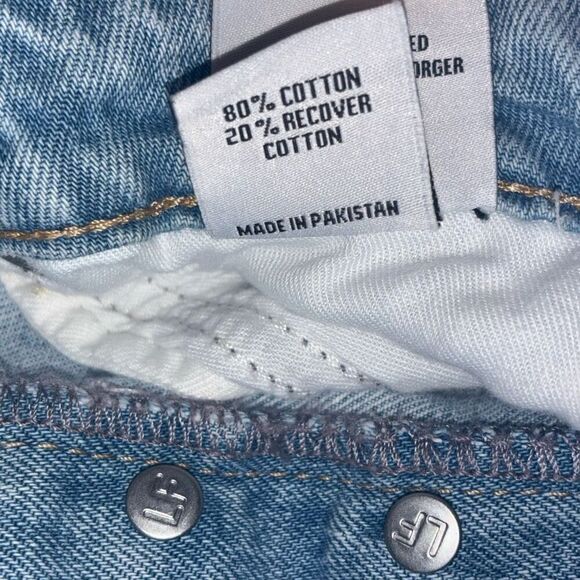 ED
ORGER
80% COTTON
20% RECOVER
COTTON
MADE IN PAKISTAN
LF
LF